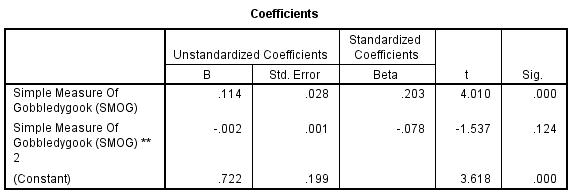 Coefficients
Unstandardized Coefficients
Standardized
Coefficients
B Std. Error Beta t Sig.
Simple Measure Of
Gobbledygook (SMOG) .114 .028 .203 4.010 .000
Simple Measure Of
Gobbledygook (SMOG) **
2 -.002 .001 -.078 -1.537 .124
(Constant) .722 .199 3.618 .000